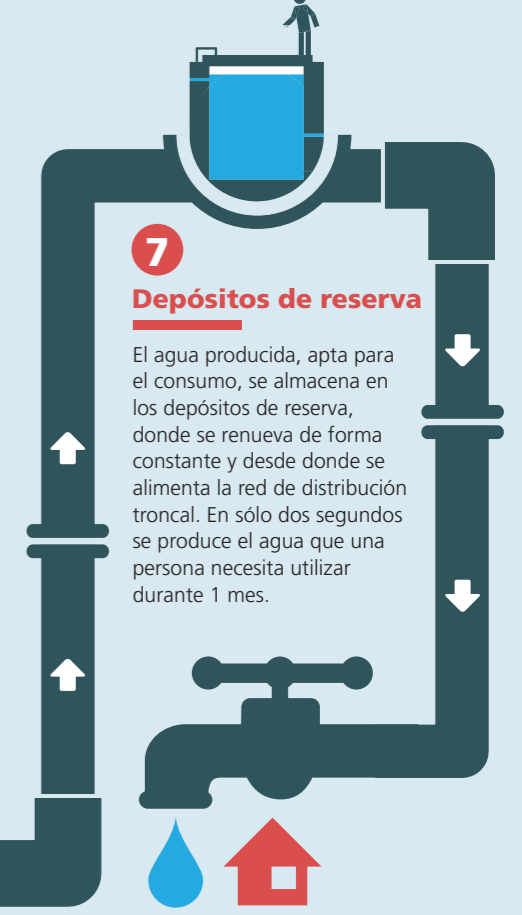 7
Depósitos de reserva
El agua producida, apta para
el consumo, se almacena en
los depósitos de reserva,
donde se renueva de forma
constante y desde donde se
alimenta la red de distribución
troncal. En sólo dos segundos
se produce el agua que una
persona necesita utilizar
durante 1 mes.